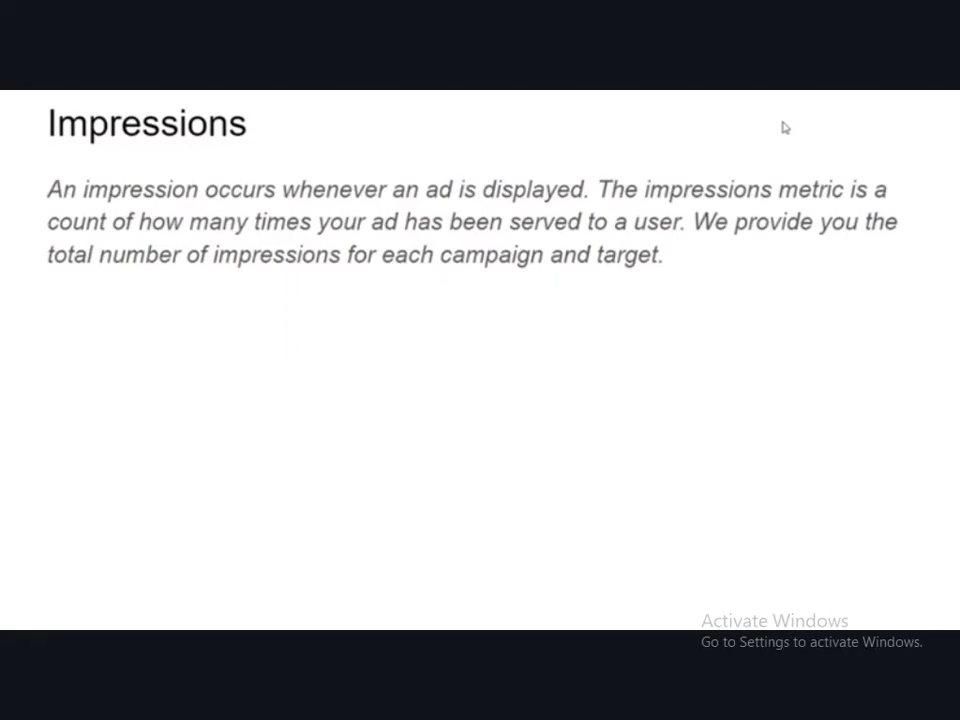 Impressions
An impression occurs whenever an ad is displayed. The impressions metric is a
count of how many times your ad has been served to a user. We provide you the
total number of impressions for each campaign and target.
Activate Windows
Go to Settings to activate Windows.